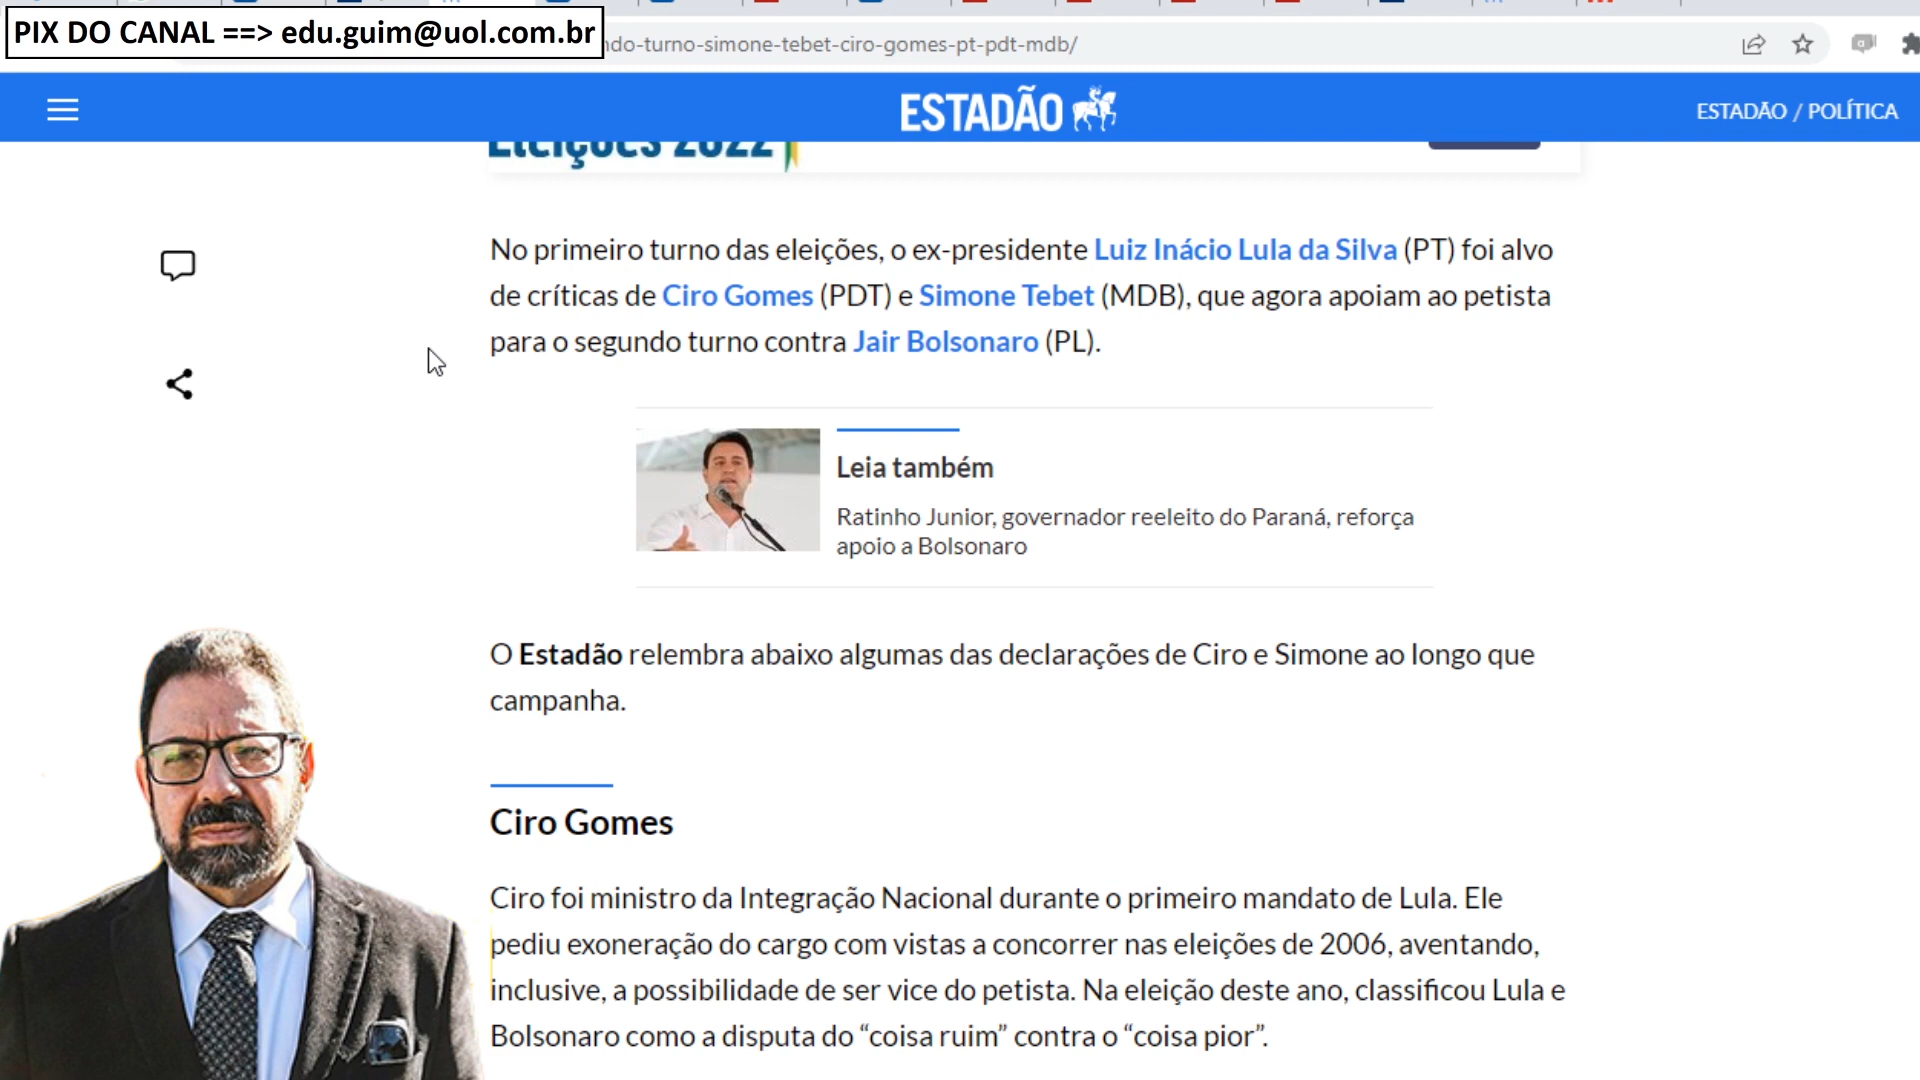 PIX DO CANAL ==> edu.guim@uol.com.br
ndo-turno-simone-tebet-ciro-gomes-pt-pdt-mdb/
ESTADÃO
ESTADÃO / POLÍTICA
Eleições 2022
No primeiro turno das eleições, o ex-presidente Luiz Inácio Lula da Silva (PT) foi alvo
de críticas de Ciro Gomes (PDT) e Simone Tebet (MDB), que agora apoiam ao petista
para o segundo turno contra Jair Bolsonaro (PL).
Leia também
Ratinho Junior, governador reeleito do Paraná, reforça
apoio a Bolsonaro
O Estadão relembra abaixo algumas das declarações de Ciro e Simone ao longo que
campanha.
Ciro Gomes
Ciro foi ministro da Integração Nacional durante o primeiro mandato de Lula. Ele
pediu exoneração do cargo com vistas a concorrer nas eleições de 2006, aventando,
inclusive, a possibilidade de ser vice do petista. Na eleição deste ano, classificou Lula e
Bolsonaro como a disputa do “coisa ruim” contra o “coisa pior”.